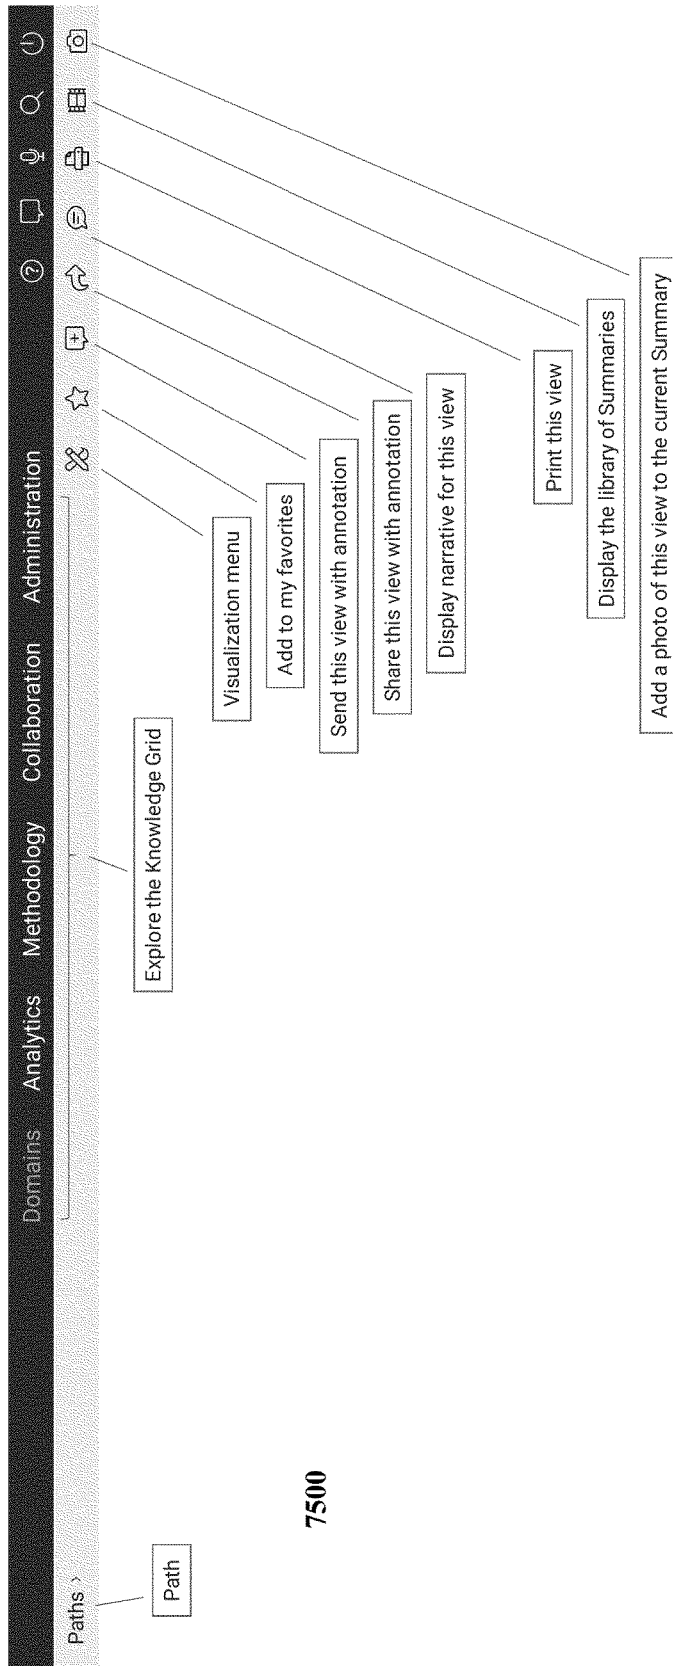 Domains Analytics Methodology Collaboration Administration
Paths >
Path
Explore the Knowledge Grid
Visualization menu
Add to my favorites
Send this view with annotation
Share this view with annotation
Display narrative for this view
Print this view
Display the library of Summaries
Add a photo of this view to the current Summary
7500